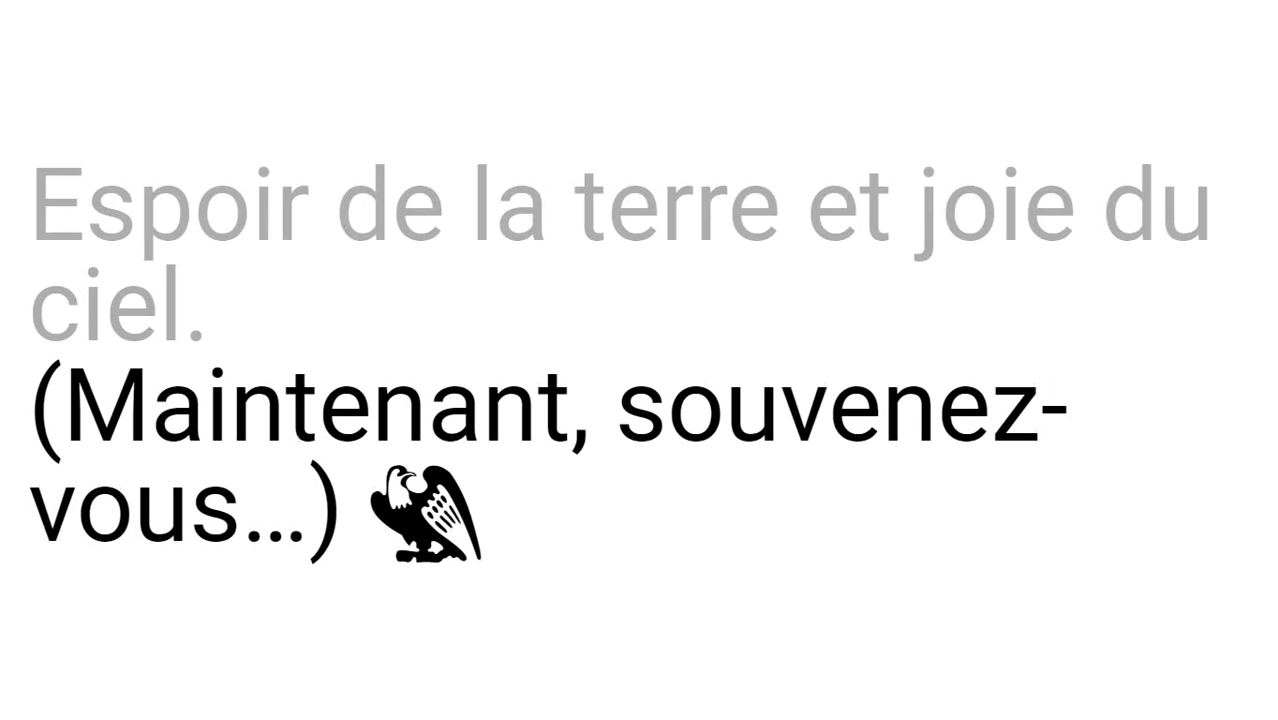 Espoir de la terre et joie du
ciel.
(Maintenant, souvenez-
vous...)